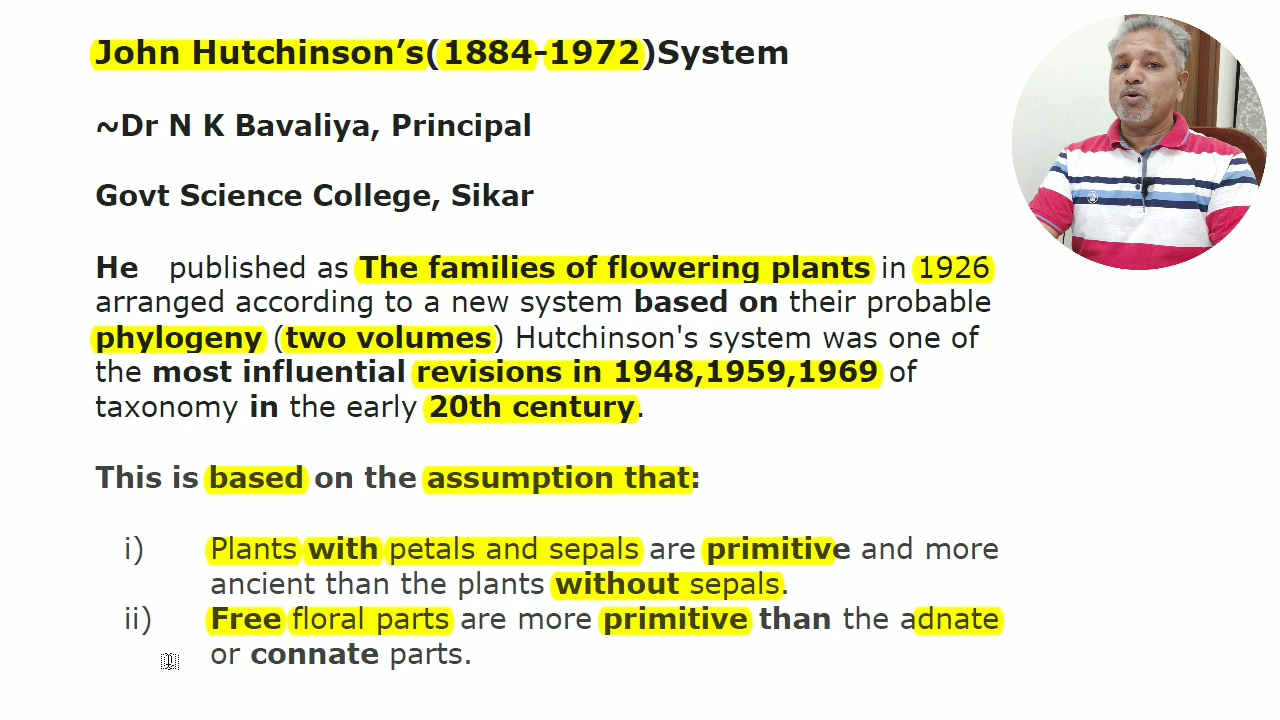 John Hutchinson’s(1884-1972)System
~Dr N K Bavaliya, Principal
Govt Science College, Sikar
He published as The families of flowering plants in 1926
arranged according to a new system based on their probable
phylogeny (two volumes) Hutchinson's system was one of
the most influential revisions in 1948,1959,1969 of
taxonomy in the early 20th century.
This is based on the assumption that:
i) Plants with petals and sepals are primitive and more
ancient than the plants without sepals.
ii) Free floral parts are more primitive than the adnate
or connate parts.